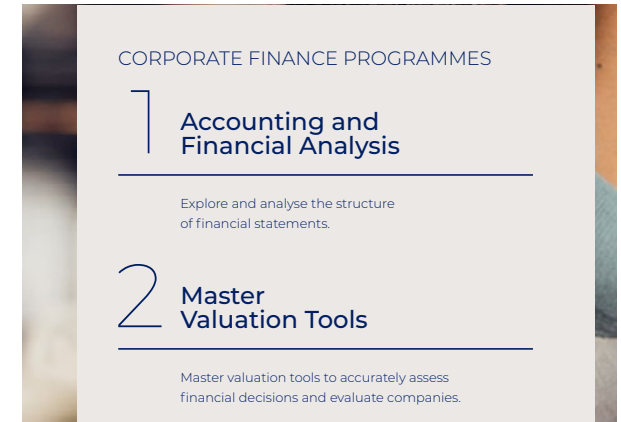 CORPORATE FINANCE PROGRAMMES
1
Accounting and
Financial Analysis
Explore and analyse the structure
of financial statements.
2
Master
Valuation Tools
Master valuation tools to accurately assess
financial decisions and evaluate companies.